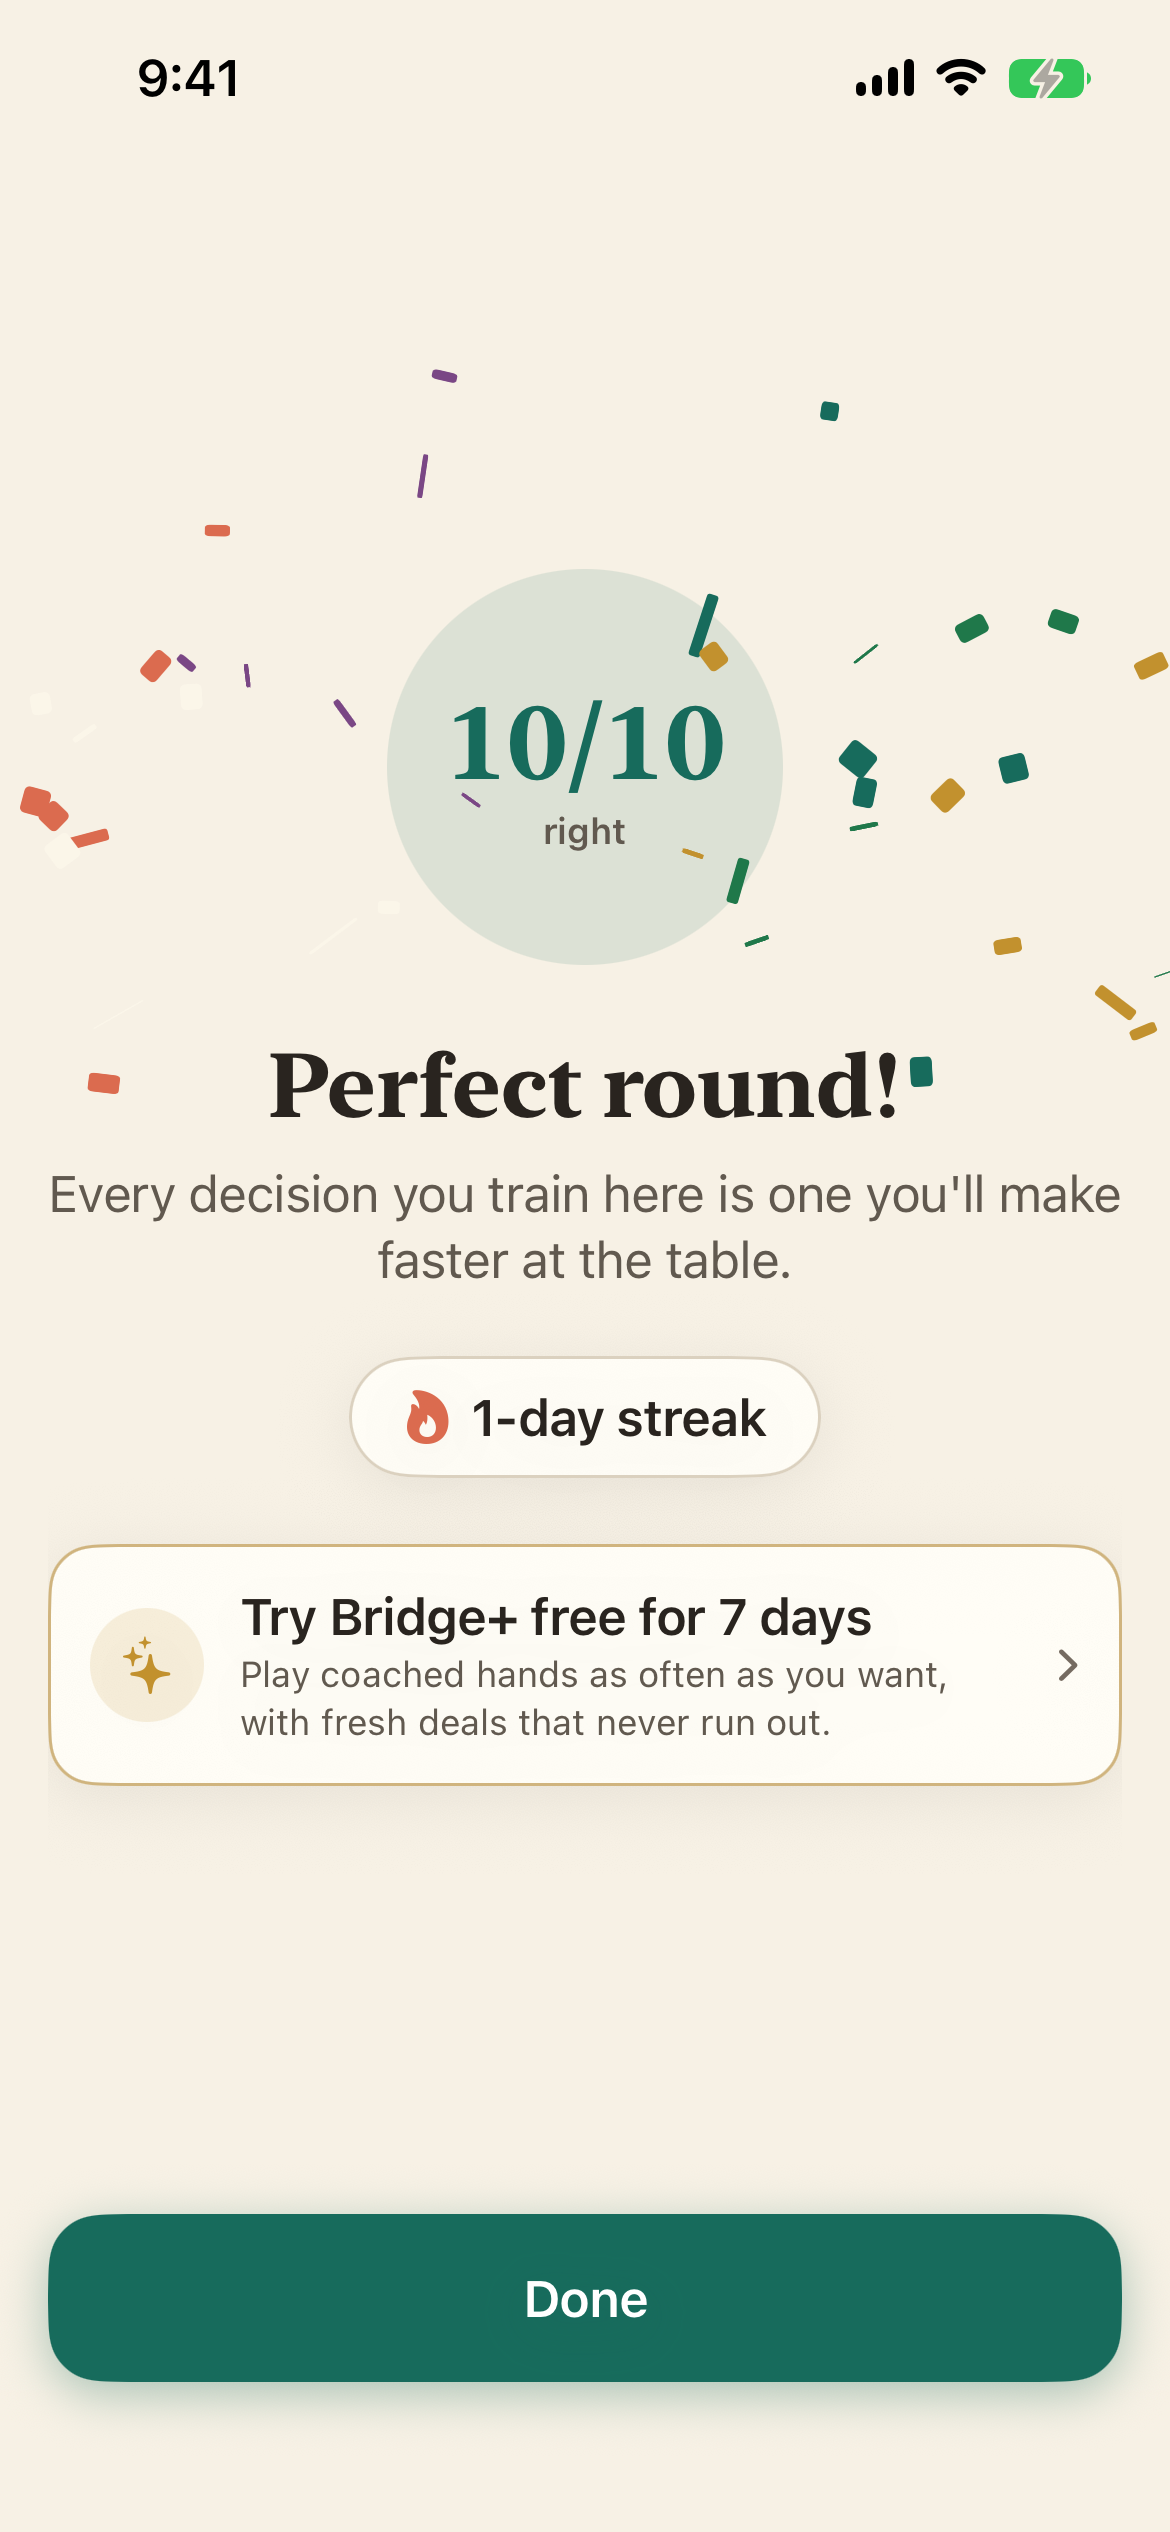 9:41
10/10
right
Perfect round!
Every decision you train here is one you'll make
faster at the table.
1-day streak
Try Bridge+ free for 7 days
Play coached hands as often as you want,
with fresh deals that never run out.
Done